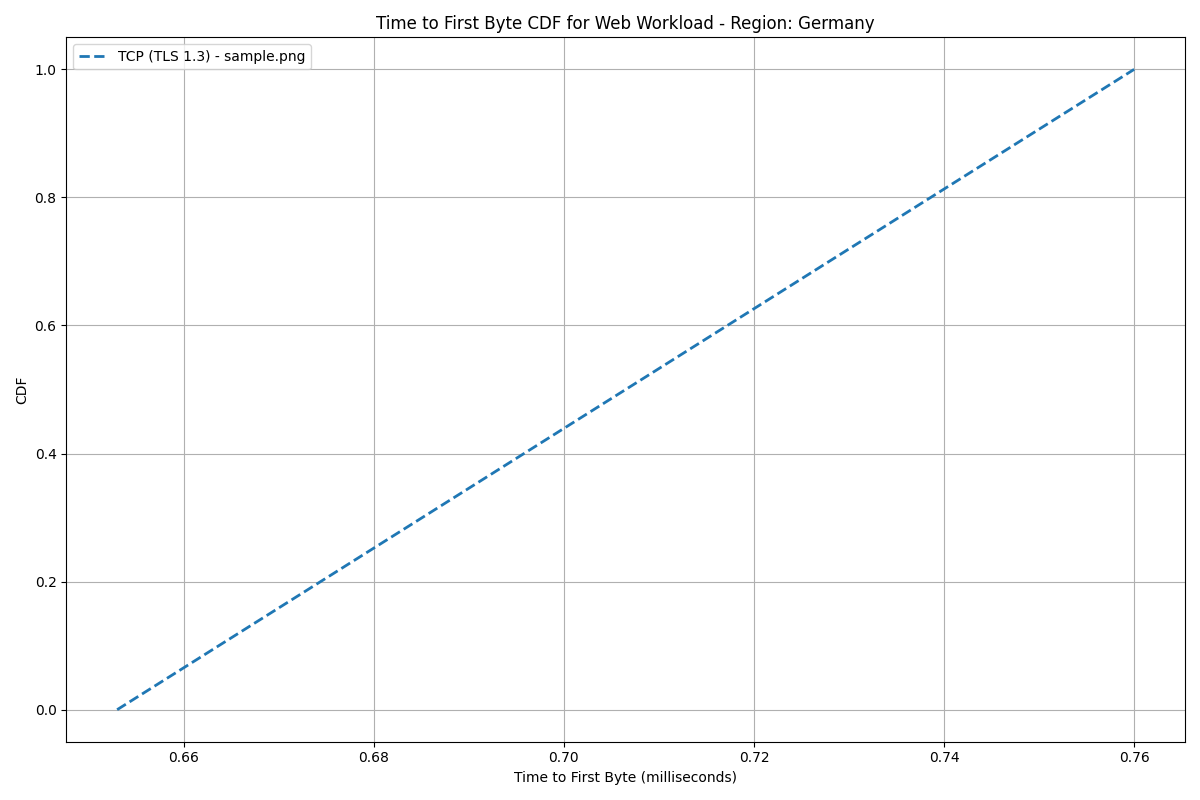 Time to First Byte CDF for Web Workload - Region: Germany
TCP (TLS 1.3) - sample.png
1.0
0.8
0.6
0.4
0.2
0.0
CDF
0.66 0.68 0.70 0.72 0.74 0.76
Time to First Byte (milliseconds)